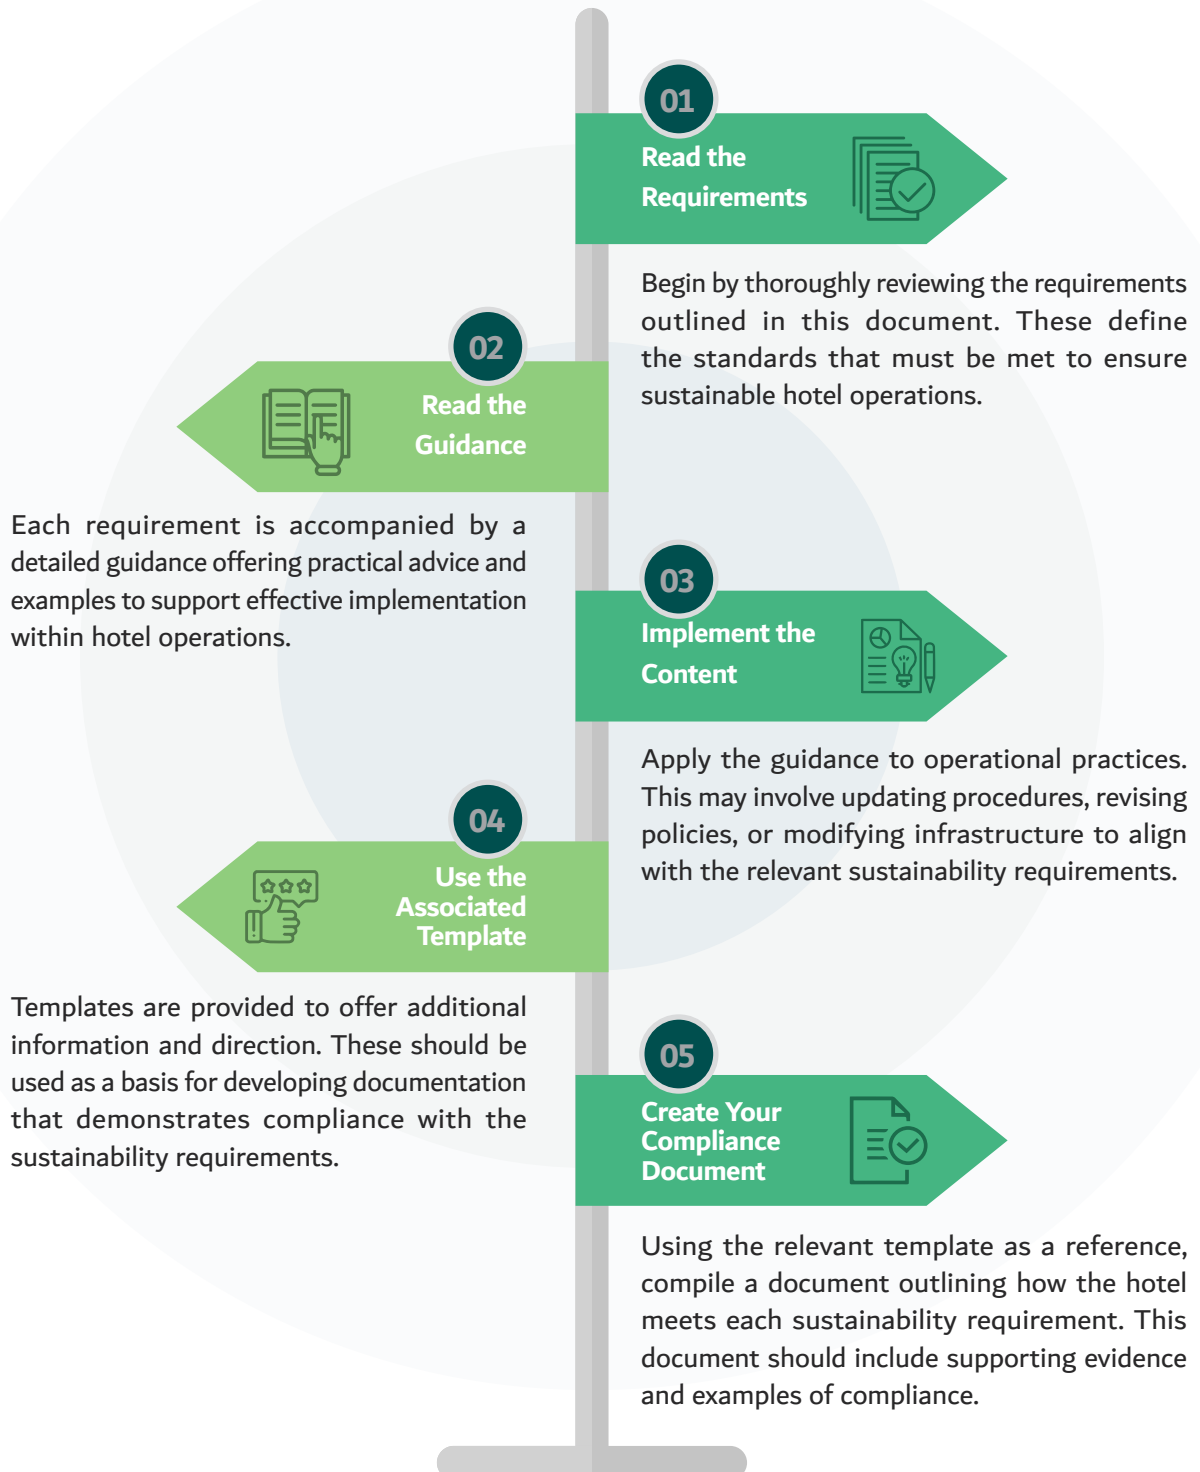 01
Read the
Requirements
Begin by thoroughly reviewing the requirements
outlined in this document. These define
the standards that must be met to ensure
sustainable hotel operations.
02
Read the
Guidance
Each requirement is accompanied by a
detailed guidance offering practical advice and
examples to support effective implementation
within hotel operations.
03
Implement the
Content
Apply the guidance to operational practices.
This may involve updating procedures, revising
policies, or modifying infrastructure to align
with the relevant sustainability requirements.
04
Use the
Associated
Template
Templates are provided to offer additional
information and direction. These should be
used as a basis for developing documentation
that demonstrates compliance with the
sustainability requirements.
05
Create Your
Compliance
Document
Using the relevant template as a reference,
compile a document outlining how the hotel
meets each sustainability requirement. This
document should include supporting evidence
and examples of compliance.